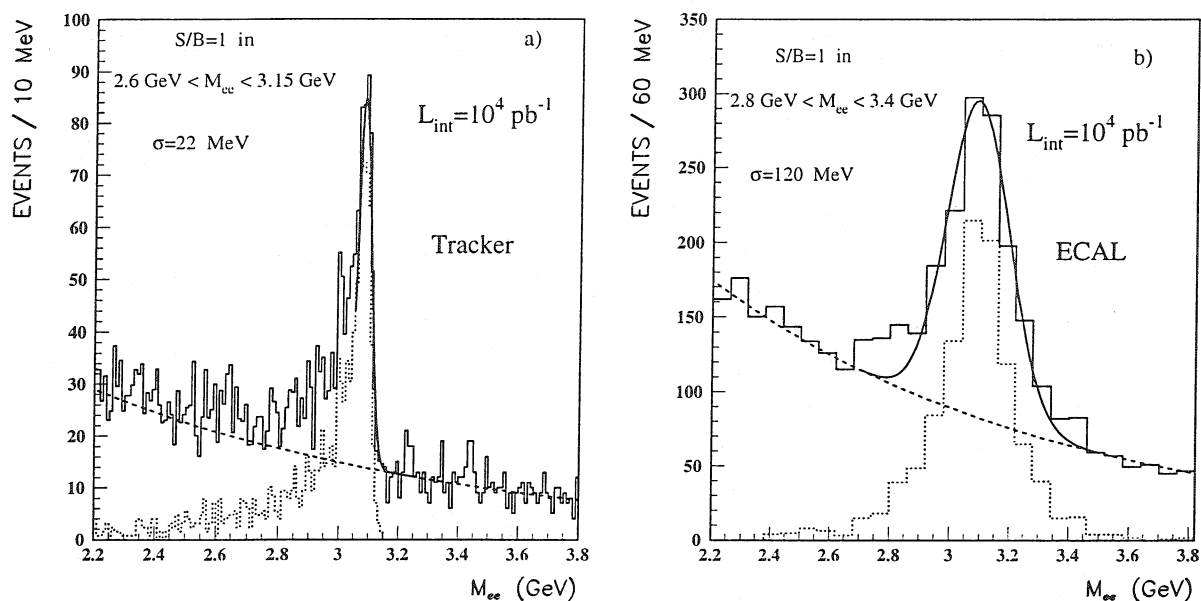 EVENTS / 10 MeV
100
90
80
70
60
50
40
30
20
10
0
S/B=1 in
a)
2.6 GeV < M_ee < 3.15 GeV
L_int=10^4 pb^-1
σ=22 MeV
Tracker
2.2 2.4 2.6 2.8 3 3.2 3.4 3.6 3.8
M_ee (GeV)
EVENTS / 60 MeV
350
300
250
200
150
100
50
0
S/B=1 in
b)
2.8 GeV < M_ee < 3.4 GeV
L_int=10^4 pb^-1
σ=120 MeV
ECAL
2.2 2.4 2.6 2.8 3 3.2 3.4 3.6 3.8
M_ee (GeV)